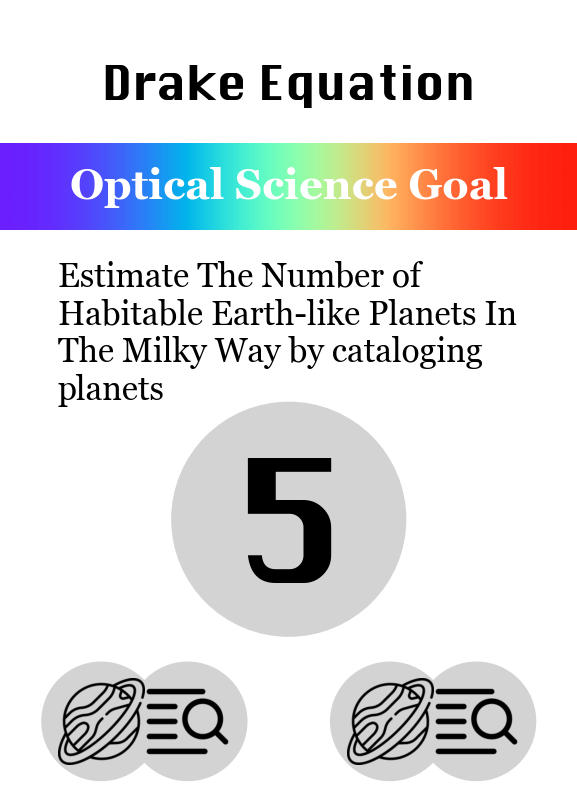 Drake Equation
Optical Science Goal
Estimate The Number of
Habitable Earth-like Planets In
The Milky Way by cataloging
planets
5